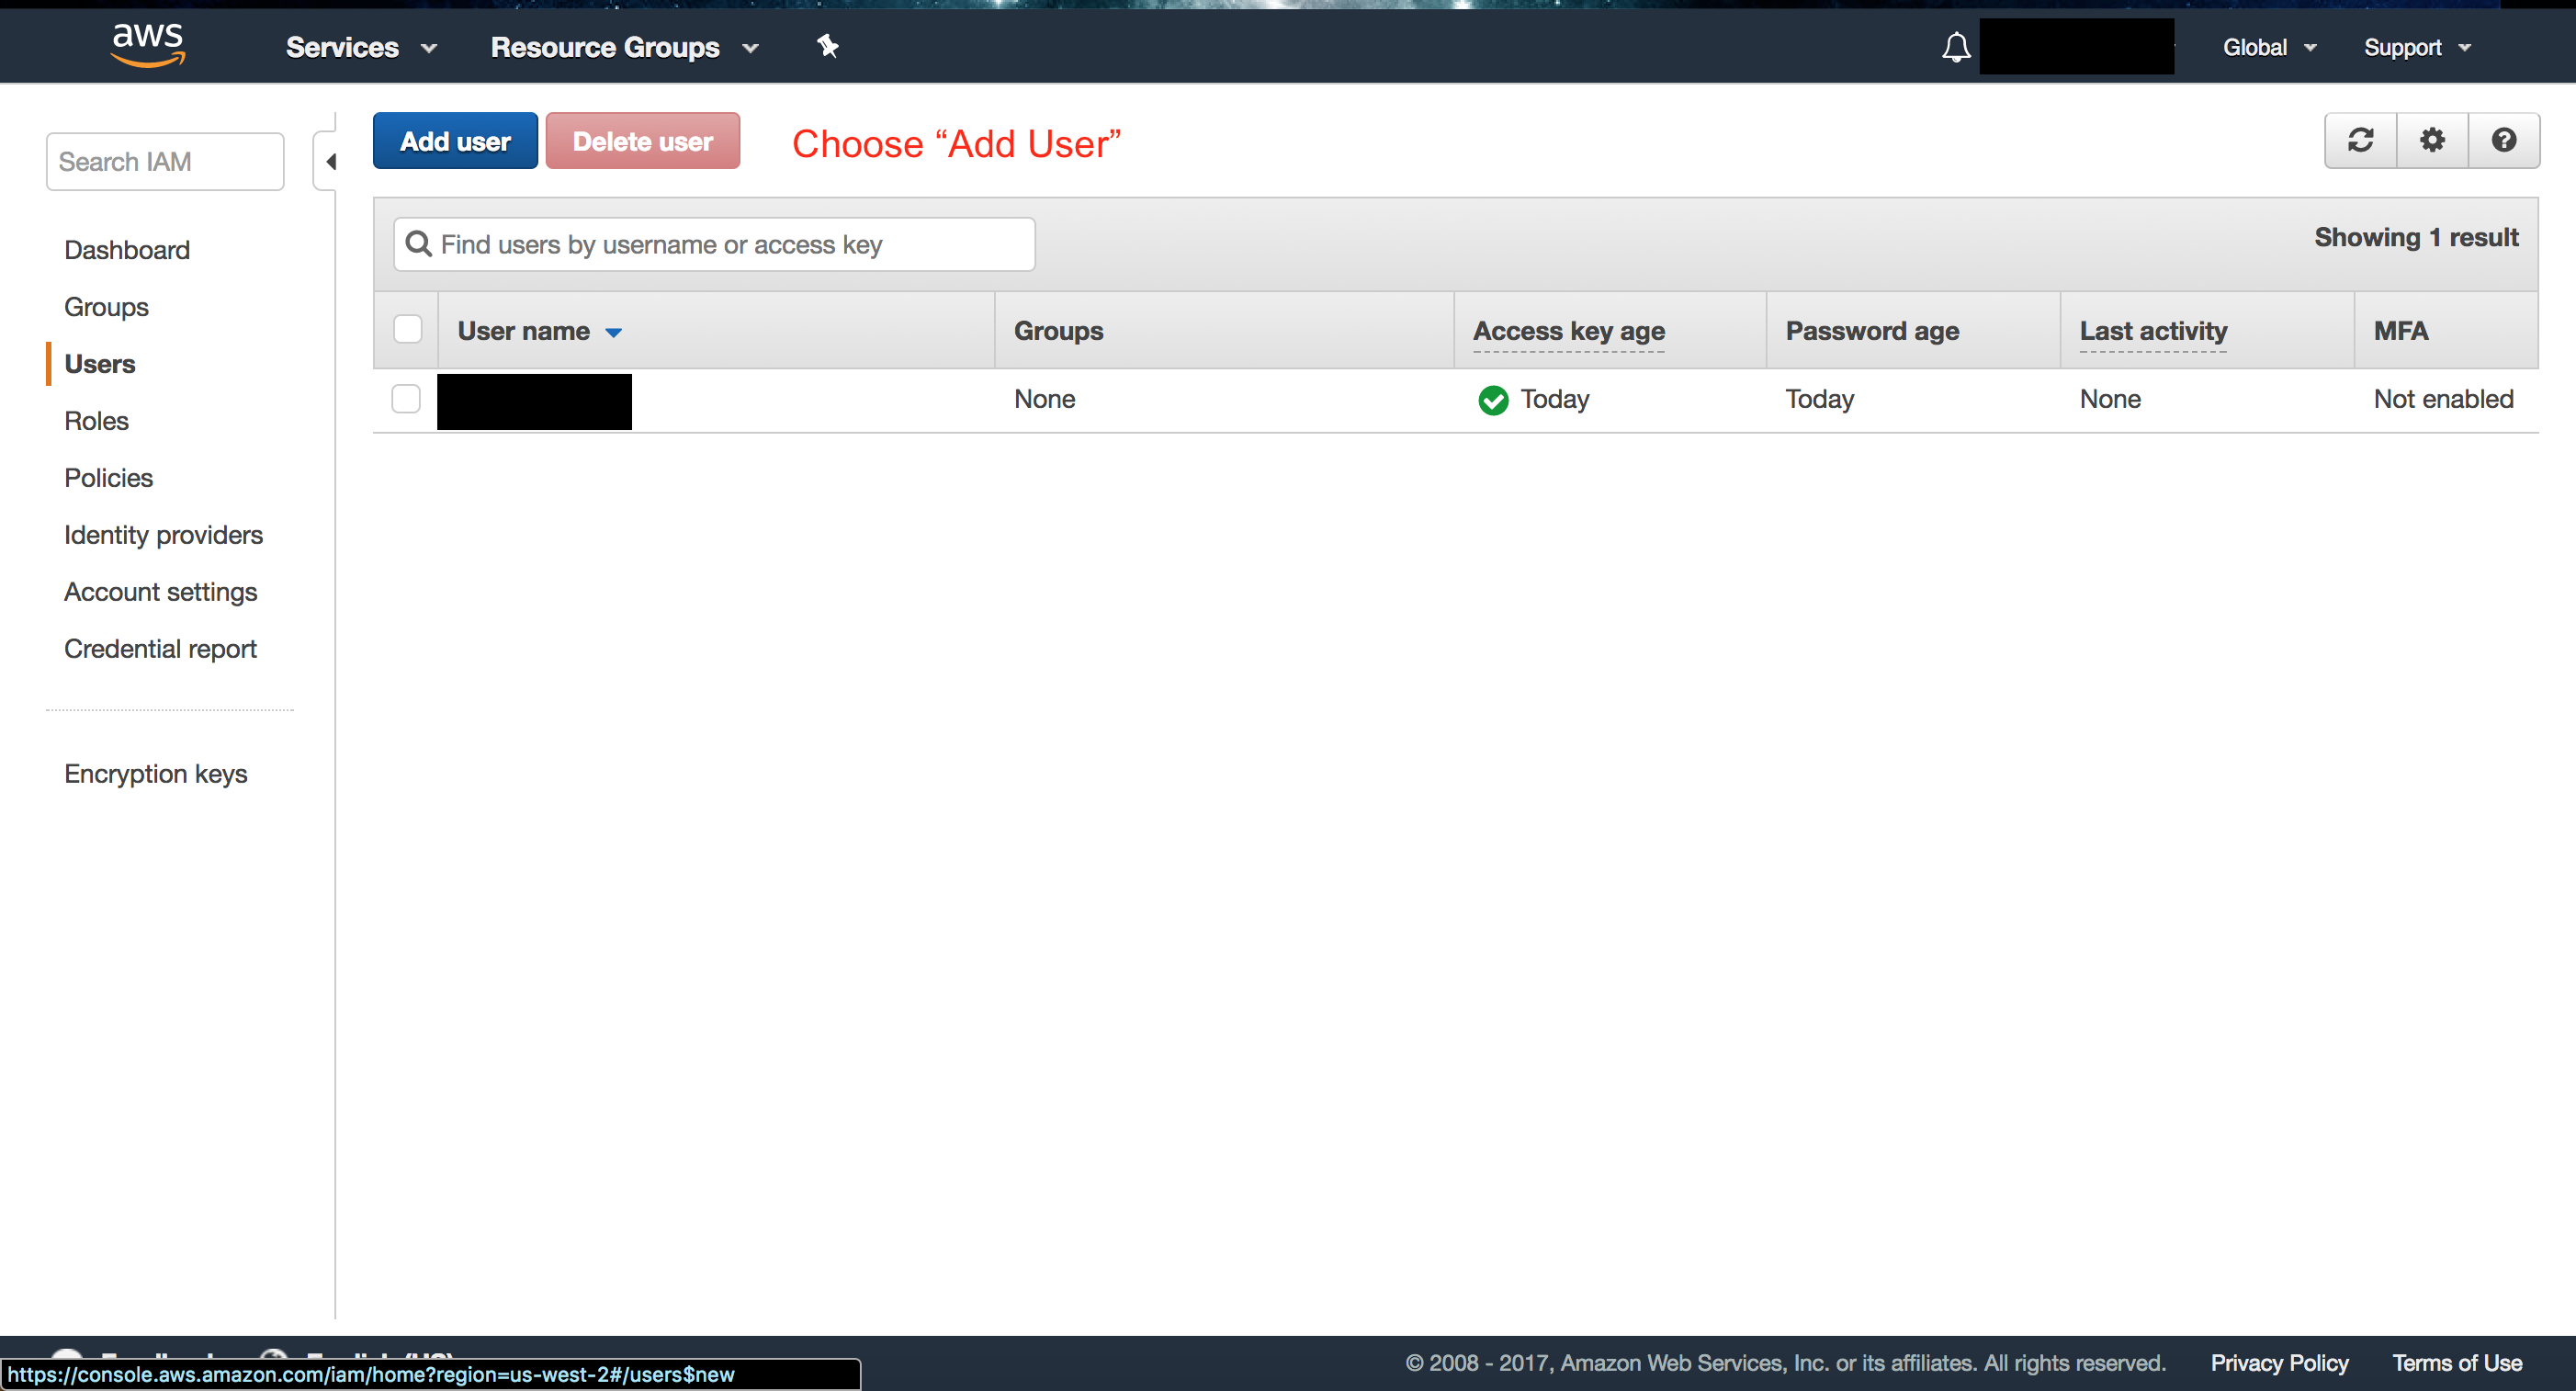 aws
Services
Resource Groups
Global
Support
Search IAM
Add user
Delete user
Choose “Add User”
Dashboard
Groups
Users
Roles
Policies
Identity providers
Account settings
Credential report
Encryption keys
Find users by username or access key
Showing 1 result
User name
Groups
Access key age
Password age
Last activity
MFA
None
Today
Today
None
Not enabled
https://console.aws.amazon.com/iam/home?region=us-west-2#/users$new
© 2008 - 2017, Amazon Web Services, Inc. or its affiliates. All rights reserved.
Privacy Policy
Terms of Use